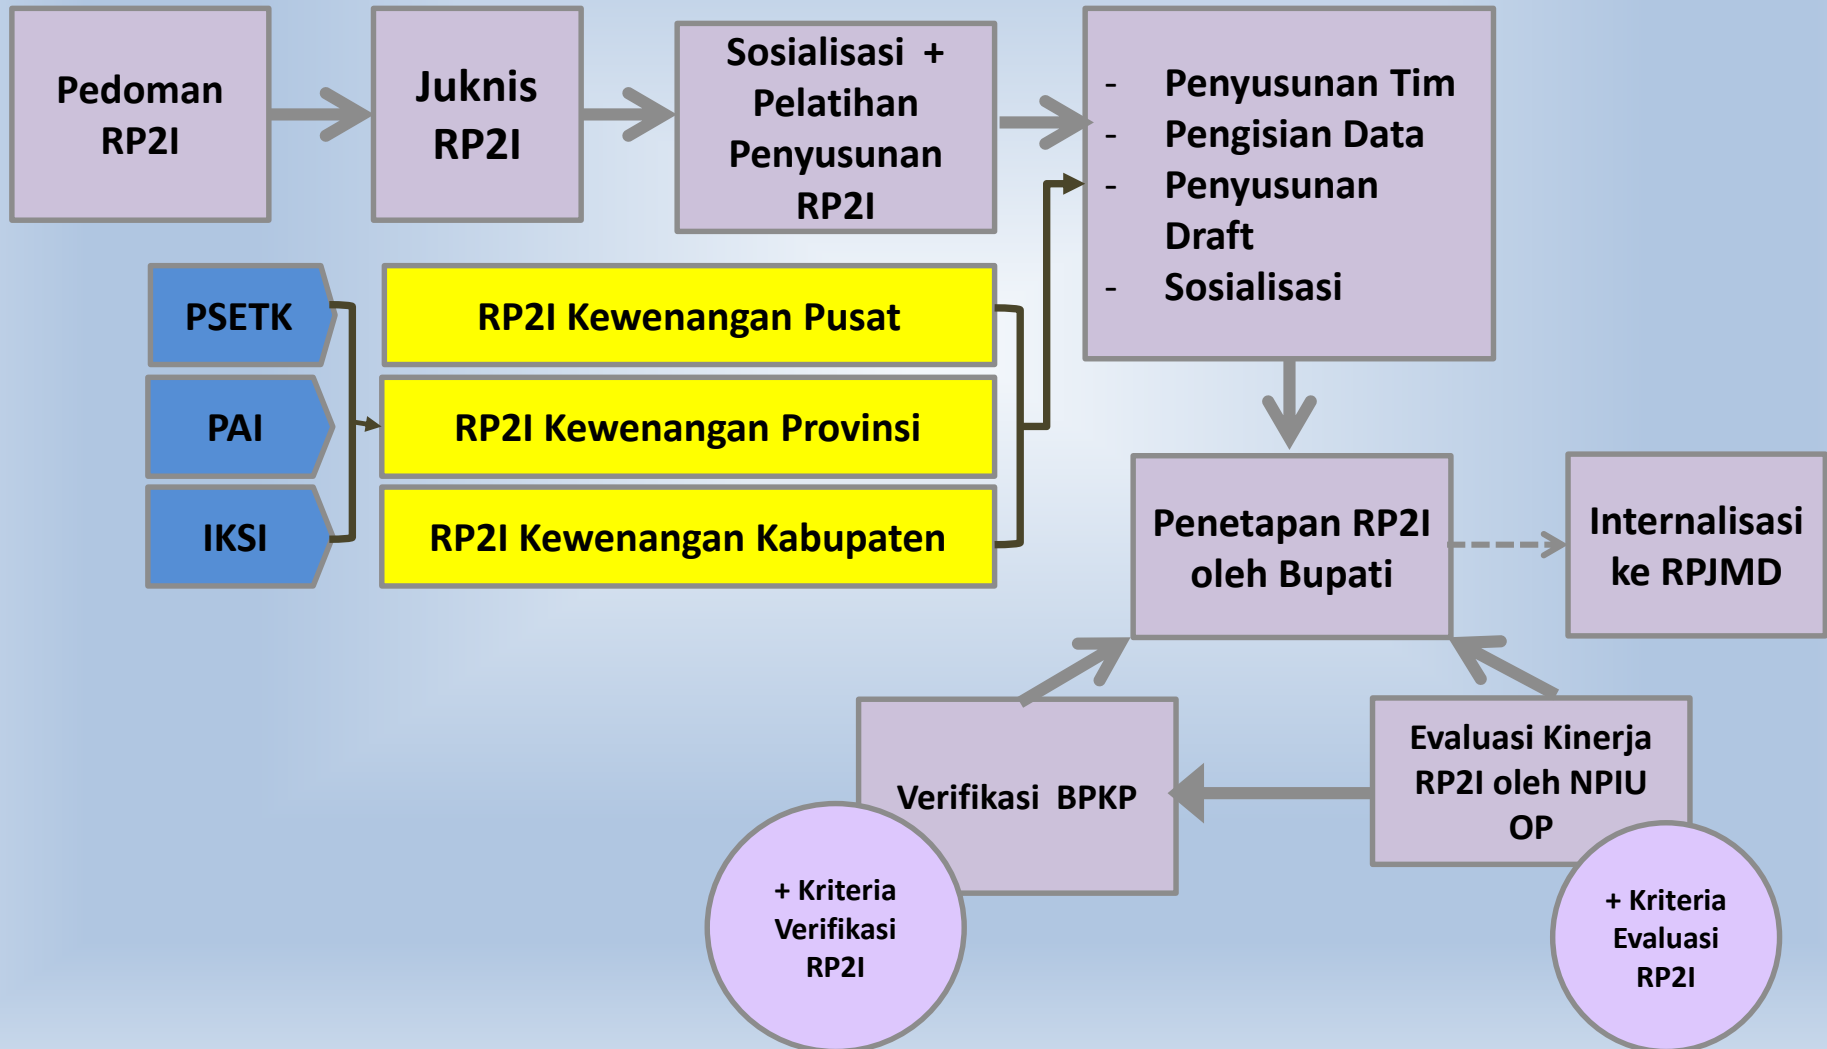 Pedoman
RP2I
Juknis
RP2I
Sosialisasi +
Pelatihan
Penyusunan
RP2I
- Penyusunan Tim
- Pengisian Data
- Penyusunan
Draft
- Sosialisasi
PSETK
RP2I Kewenangan Pusat
PAI
RP2I Kewenangan Provinsi
IKSI
RP2I Kewenangan Kabupaten
Penetapan RP2I
oleh Bupati
Internalisasi
ke RPJMD
Verifikasi BPKP
Evaluasi Kinerja
RP2I oleh NPIU
OP
+ Kriteria
Verifikasi
RP2I
+ Kriteria
Evaluasi
RP2I